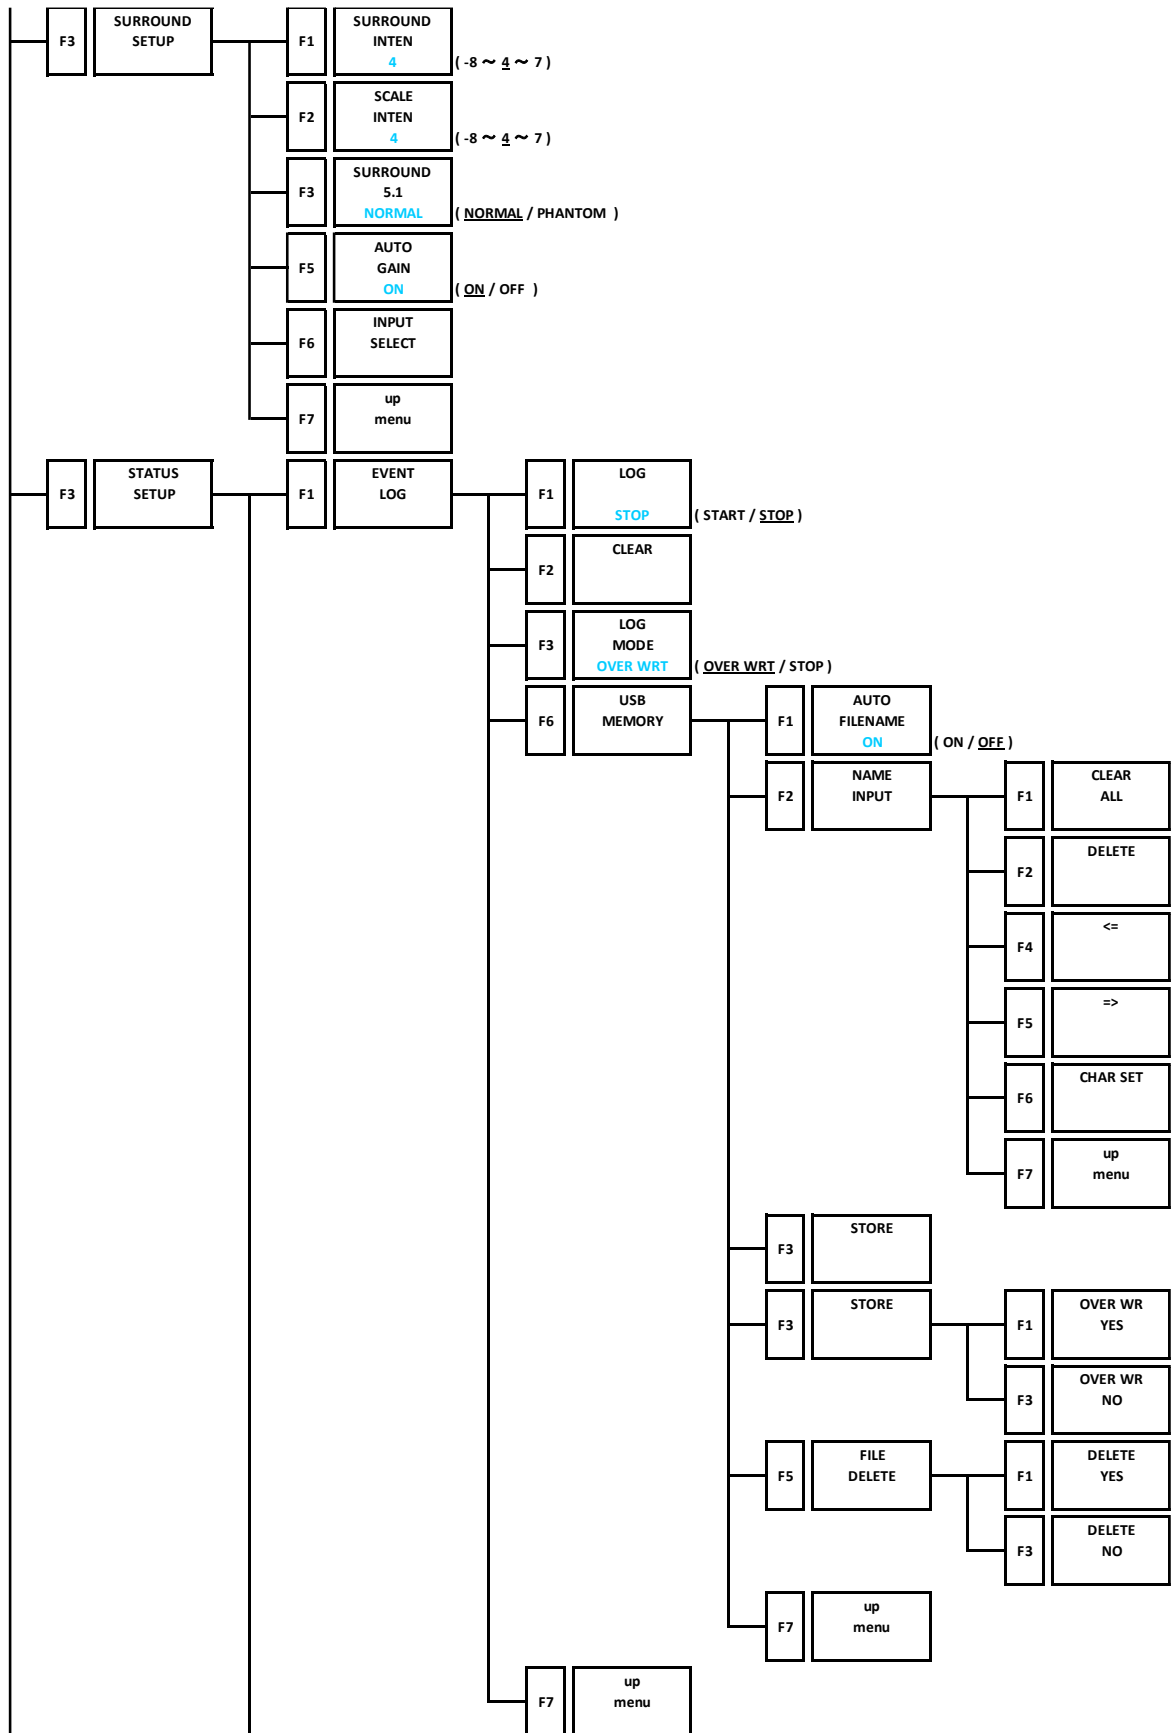 F3
SURROUND
SETUP
F1
SURROUND
INTEN
4
( -8 ～ 4 ～ 7 )
F2
SCALE
INTEN
4
( -8 ～ 4 ～ 7 )
F3
SURROUND
5.1
NORMAL
( NORMAL / PHANTOM )
F5
AUTO
GAIN
ON
( ON / OFF )
F6
INPUT
SELECT
F7
up
menu
F3
STATUS
SETUP
F1
EVENT
LOG
F1
LOG
STOP
( START / STOP )
F2
CLEAR
F3
LOG
MODE
OVER WRT
( OVER WRT / STOP )
F6
USB
MEMORY
F1
AUTO
FILENAME
ON
( ON / OFF )
F2
NAME
INPUT
F1
CLEAR
ALL
F2
DELETE
F4
<=
F5
=>
F6
CHAR SET
F7
up
menu
F3
STORE
F3
STORE
F1
OVER WR
YES
F3
OVER WR
NO
F5
FILE
DELETE
F1
DELETE
YES
F3
DELETE
NO
F7
up
menu
F7
up
menu